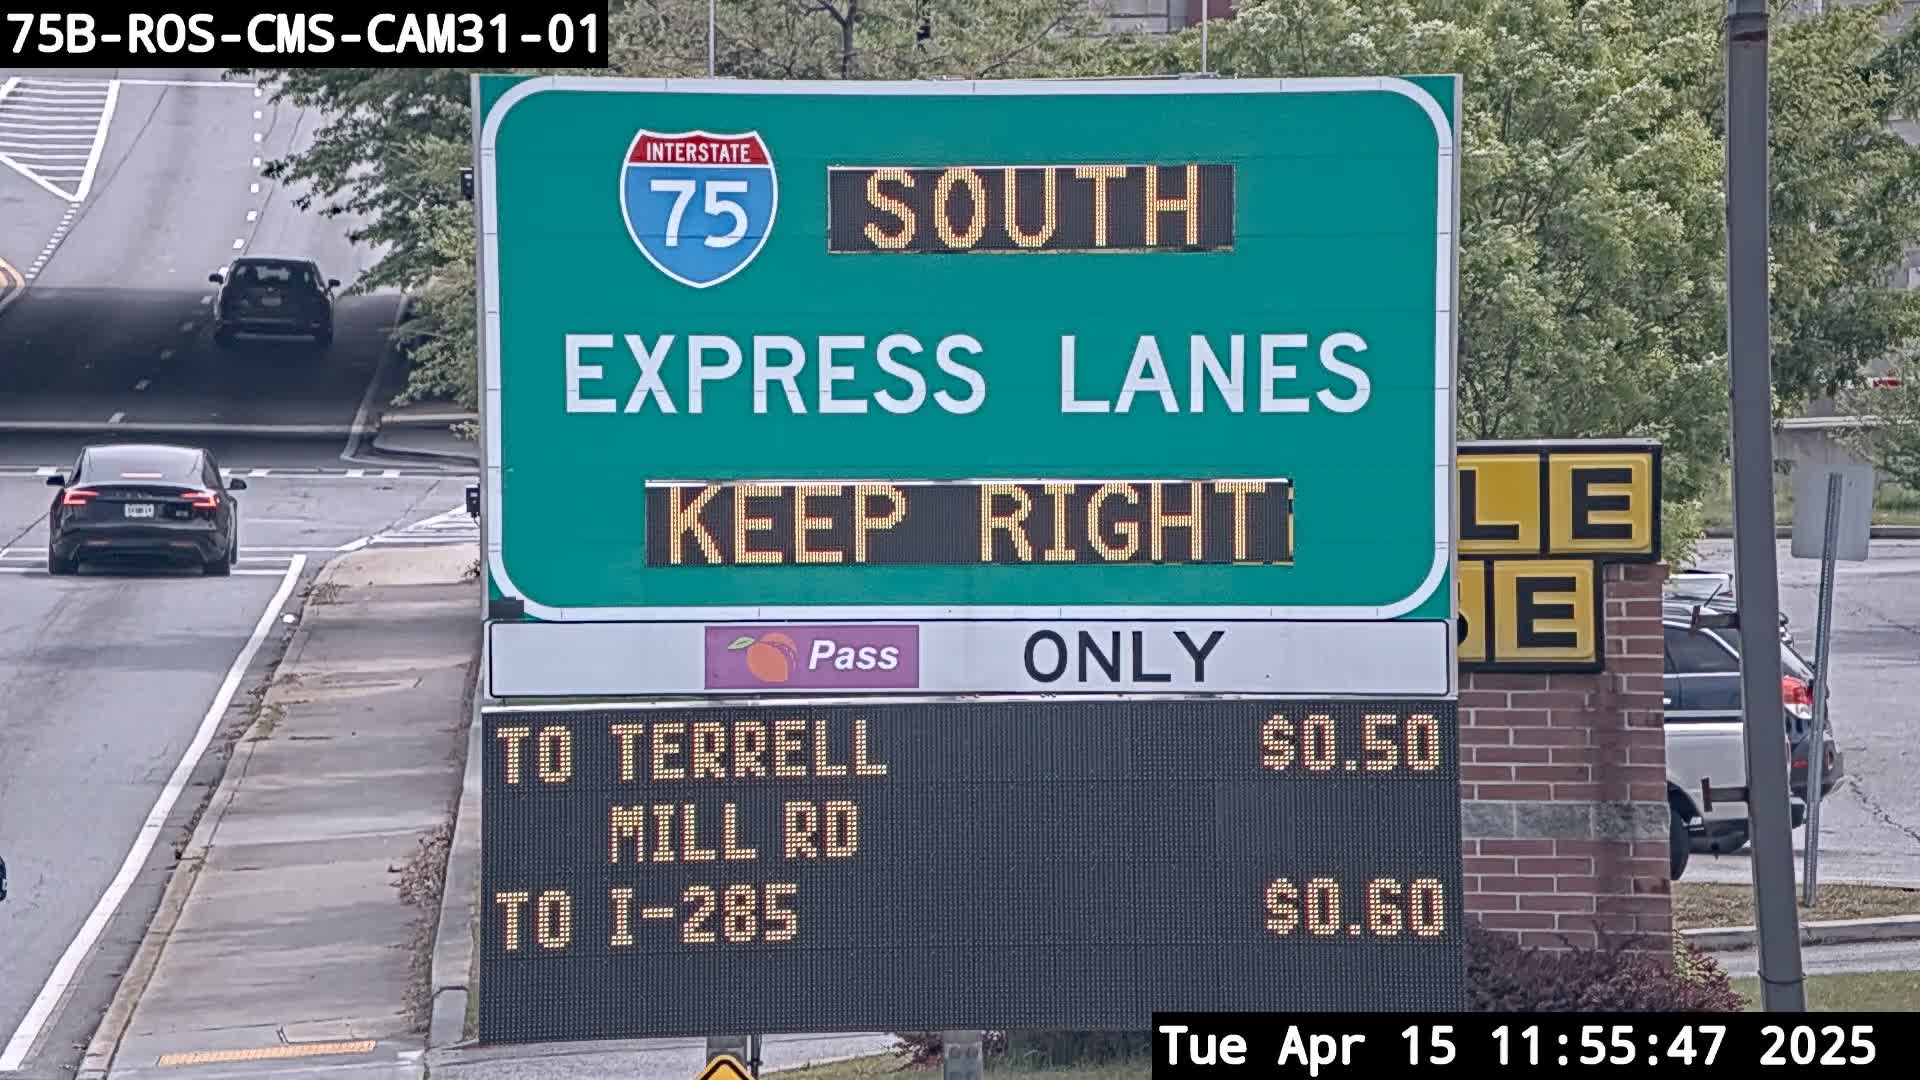 75B-ROS-CMS-CAM31-01
INTERSTATE
75
SOUTH
EXPRESS LANES
KEEP RIGHT
Pass ONLY
TO TERRELL $0.50
MILL RD
TO I-285 $0.60
LE
E
Tue Apr 15 11:55:47 2025